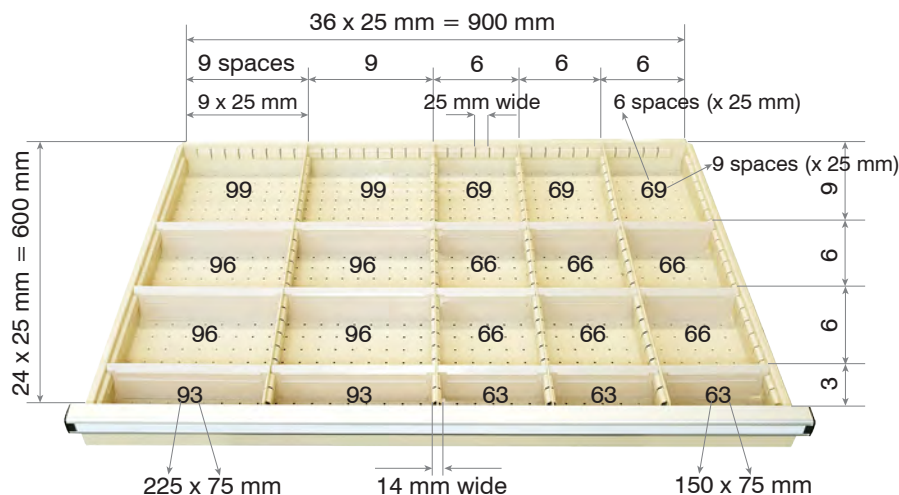 36 x 25 mm = 900 mm
9 spaces 9 6 6 6
9 x 25 mm 25 mm wide 6 spaces (x 25 mm)
9 spaces (x 25 mm)
24 x 25 mm = 600 mm
99 99 69 69 69 9
96 96 66 66 66 6
96 96 66 66 66 6
93 93 63 63 63 3
225 x 75 mm 14 mm wide 150 x 75 mm